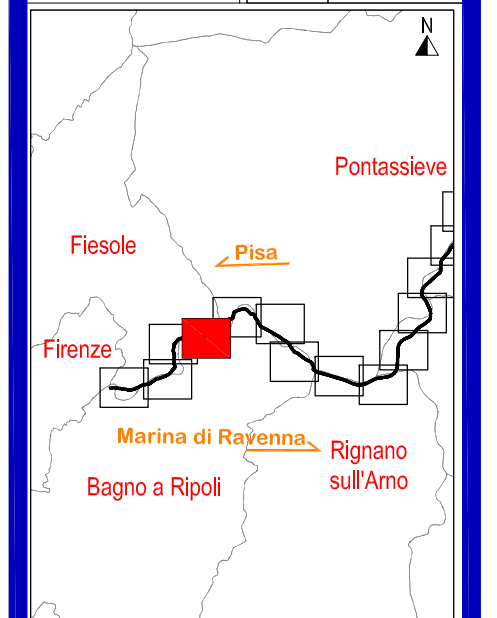 N
Pontassieve
Fiesole
Pisa
Firenze
Marina di Ravenna
Rignano
sull'Arno
Bagno a Ripoli